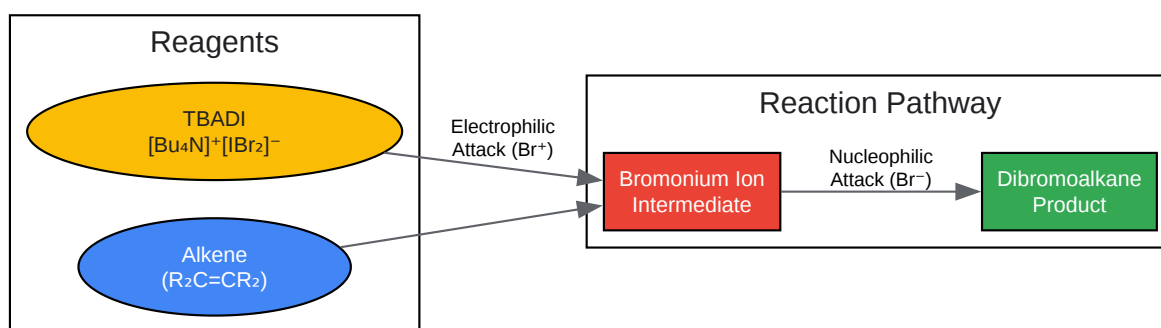 Reagents
TBADI
[Bu₄N]⁺[IBr₂]⁻
Alkene
(R₂C=CR₂)
Electrophilic
Attack (Br⁺)
Reaction Pathway
Bromonium Ion
Intermediate
Nucleophilic
Attack (Br⁻)
Dibromoalkane
Product